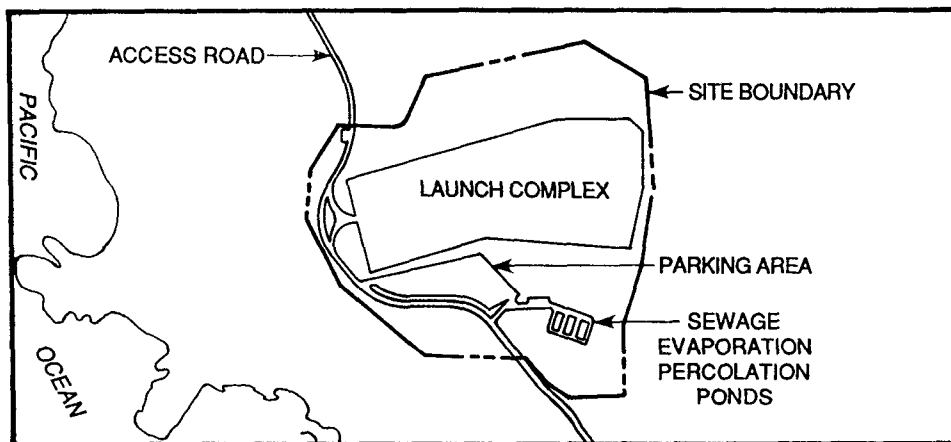 ACCESS ROAD
PACIFIC
SITE BOUNDARY
LAUNCH COMPLEX
PARKING AREA
SEWAGE
EVAPORATION
PERCOLATION
PONDS
OCEAN